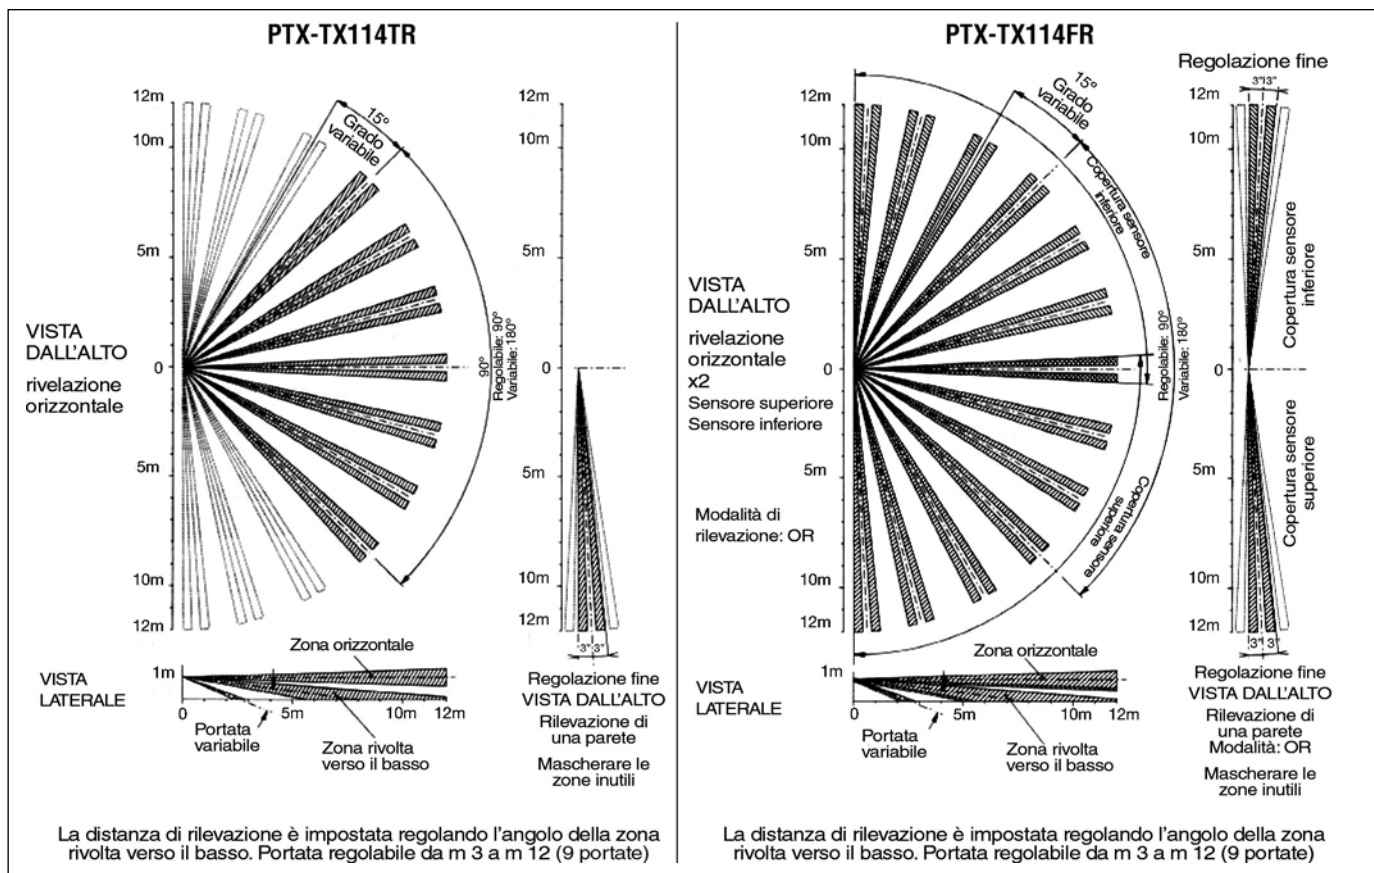 PTX-TX114TR
12m
10m
5m
0
5m
10m
12m
15°
Grado
variabile
90°
Regolabile: 90°
Variabile: 180°
VISTA
DALL'ALTO
rivelazione
orizzontale
12m
10m
5m
0
5m
10m
12m
3" 3"
Regolazione fine
VISTA DALL'ALTO
Rilevazione di
una parete
Mascherare le
zone inutili
VISTA
LATERALE
1m
0
5m
10m
12m
Zona orizzontale
Portata
variabile
Zona rivolta
verso il basso
La distanza di rilevazione è impostata regolando l'angolo della zona
rivolta verso il basso. Portata regolabile da m 3 a m 12 (9 portate)
PTX-TX114FR
12m
10m
5m
0
5m
10m
12m
15°
Grado
variabile
Copertura sensore
inferiore
Regolabile: 90°
Variabile: 180°
Copertura sensore
superiore
VISTA
DALL'ALTO
rivelazione
orizzontale
x2
Sensore superiore
Sensore inferiore
Modalità di
rilevazione: OR
Regolazione fine
3" 3"
12m
10m
5m
0
5m
10m
12m
Copertura sensore
inferiore
Copertura sensore
superiore
3" 3"
Regolazione fine
VISTA DALL'ALTO
Rilevazione di
una parete
Modalità: OR
Mascherare le
zone inutili
VISTA
LATERALE
1m
0
5m
10m
12m
Zona orizzontale
Portata
variabile
Zona rivolta
verso il basso
La distanza di rilevazione è impostata regolando l'angolo della zona
rivolta verso il basso. Portata regolabile da m 3 a m 12 (9 portate)